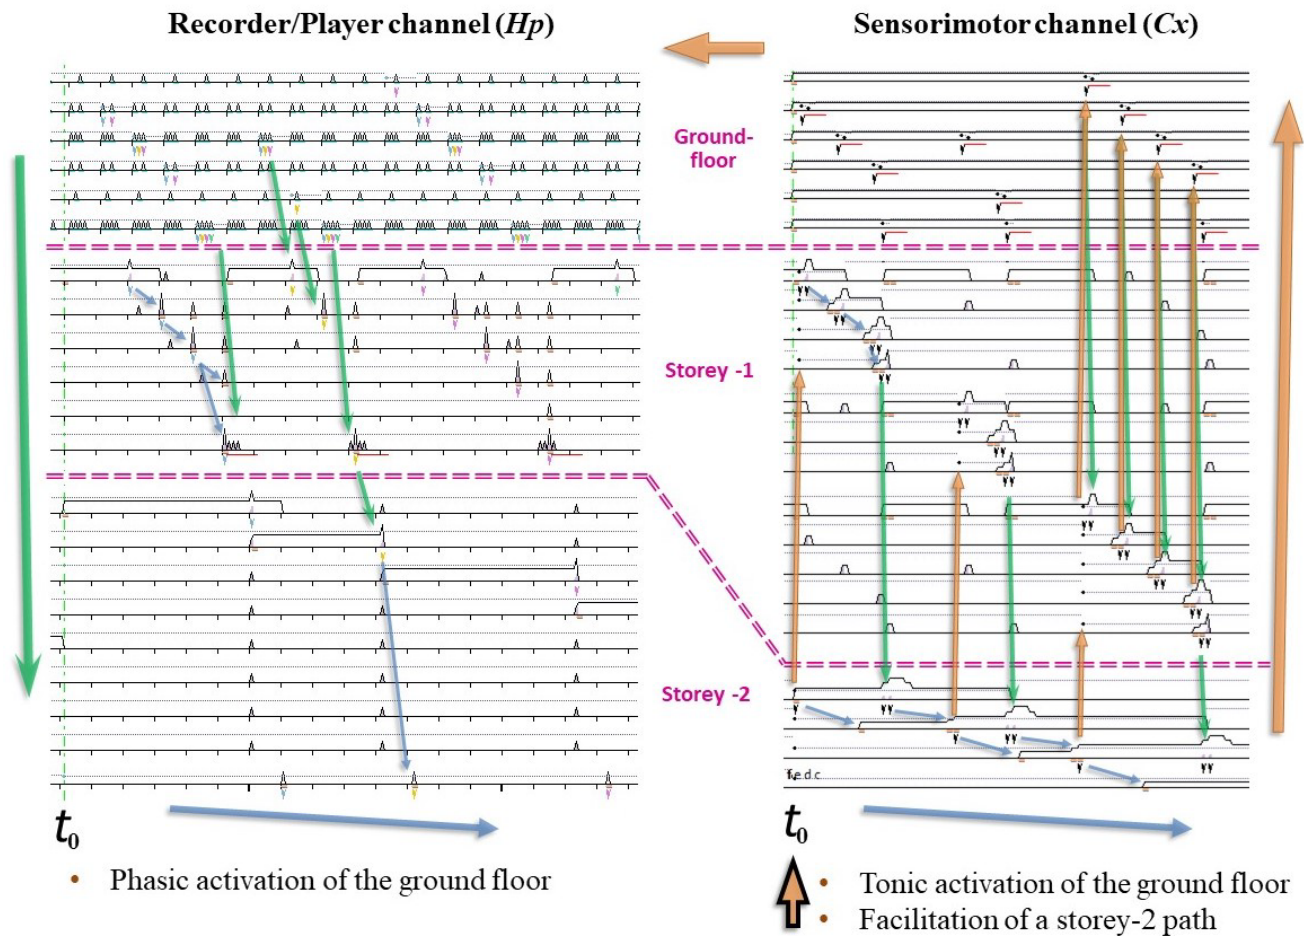 Recorder/Player channel (Hp)
Sensorimotor channel (Cx)
Ground-
floor
Storey -1
Storey -2
f.e.d.c
t₀
t₀
• Phasic activation of the ground floor
• Tonic activation of the ground floor
• Facilitation of a storey-2 path